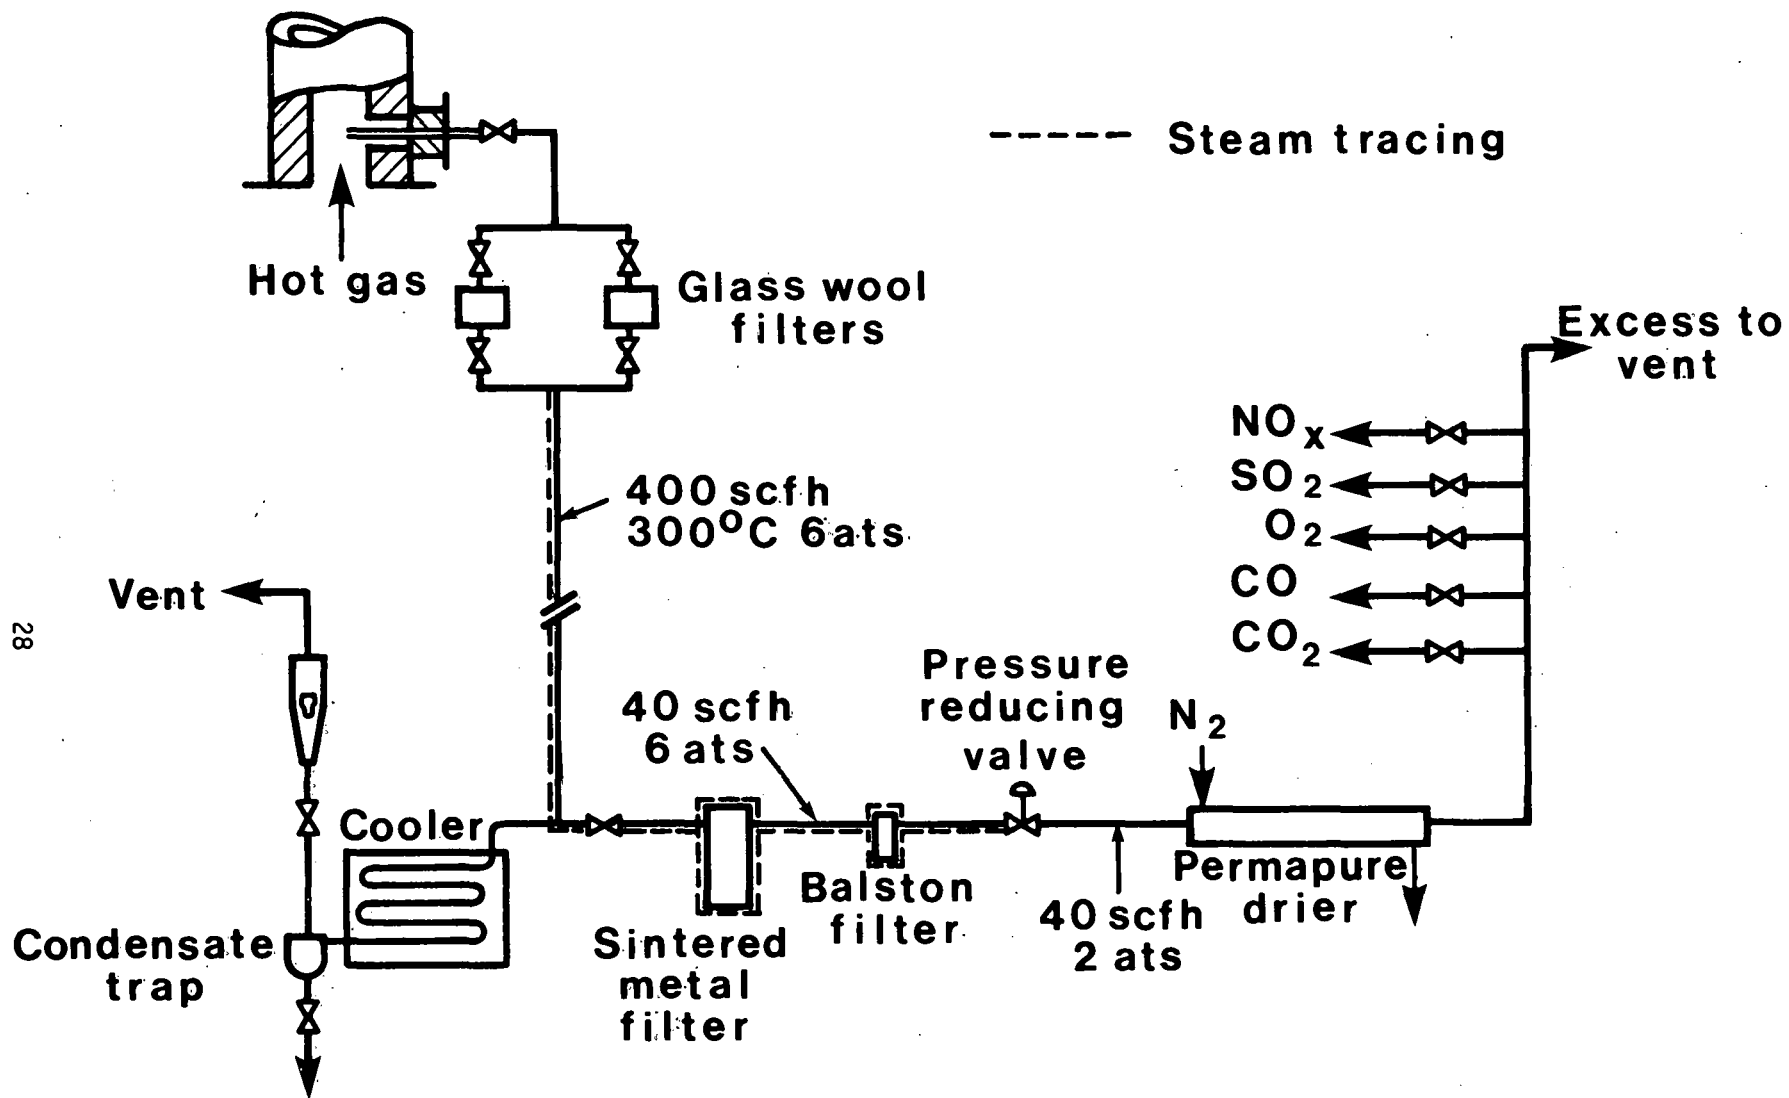 Steam tracing
Hot gas
Glass wool
filters
Excess to
vent
NOx
SO2
O2
CO
CO2
400 scfh
300°C 6 ats
Vent
28
Pressure
reducing
valve
40 scfh
6 ats
N2
Cooler
Permapure
drier
Balston
filter
40 scfh
2 ats
Condensate
trap
Sintered
metal
filter